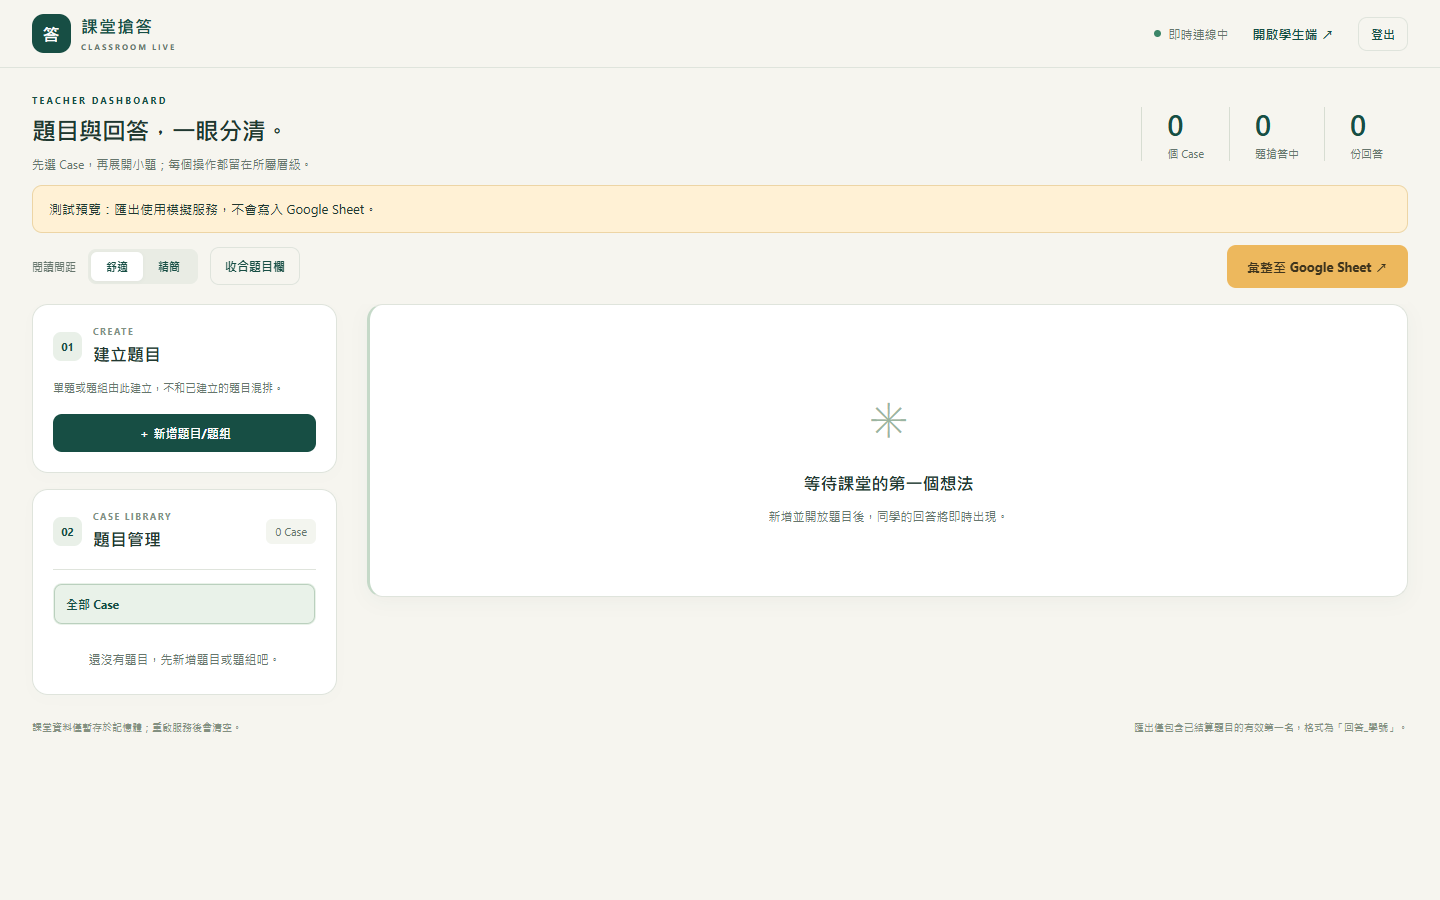 答
課堂搶答
CLASSROOM LIVE
即時連線中
開啟學生端 ↗
登出
TEACHER DASHBOARD
題目與回答，一眼分清。
先選 Case，再展開小題；每個操作都留在所屬層級。
0
個 Case
0
題搶答中
0
份回答
測試預覽：匯出使用模擬服務，不會寫入 Google Sheet。
閱讀間距
舒適
精簡
收合題目欄
彙整至 Google Sheet ↗
01
CREATE
建立題目
單題或題組由此建立，不和已建立的題目混排。
＋ 新增題目/題組
02
CASE LIBRARY
題目管理
0 Case
全部 Case
還沒有題目，先新增題目或題組吧。
等待課堂的第一個想法
新增並開放題目後，同學的回答將即時出現。
課堂資料僅暫存於記憶體；重啟服務後會清空。
匯出僅包含已結算題目的有效第一名，格式為「回答_學號」。